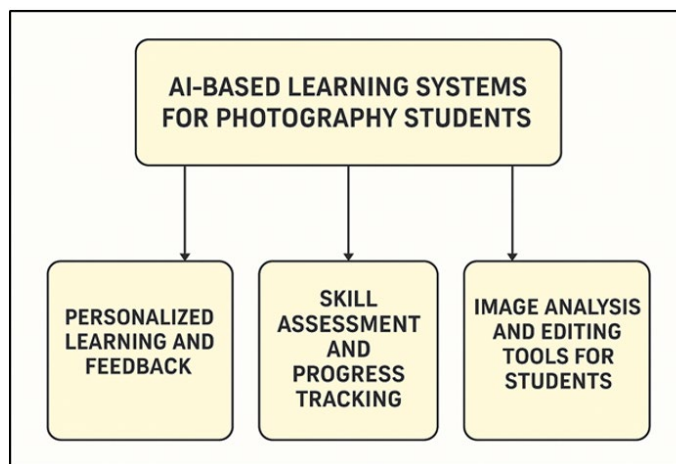 AI-BASED LEARNING SYSTEMS
FOR PHOTOGRAPHY STUDENTS
PERSONALIZED
LEARNING AND
FEEDBACK
SKILL
ASSESSMENT
AND
PROGRESS
TRACKING
IMAGE ANALYSIS
AND EDITING
TOOLS FOR
STUDENTS